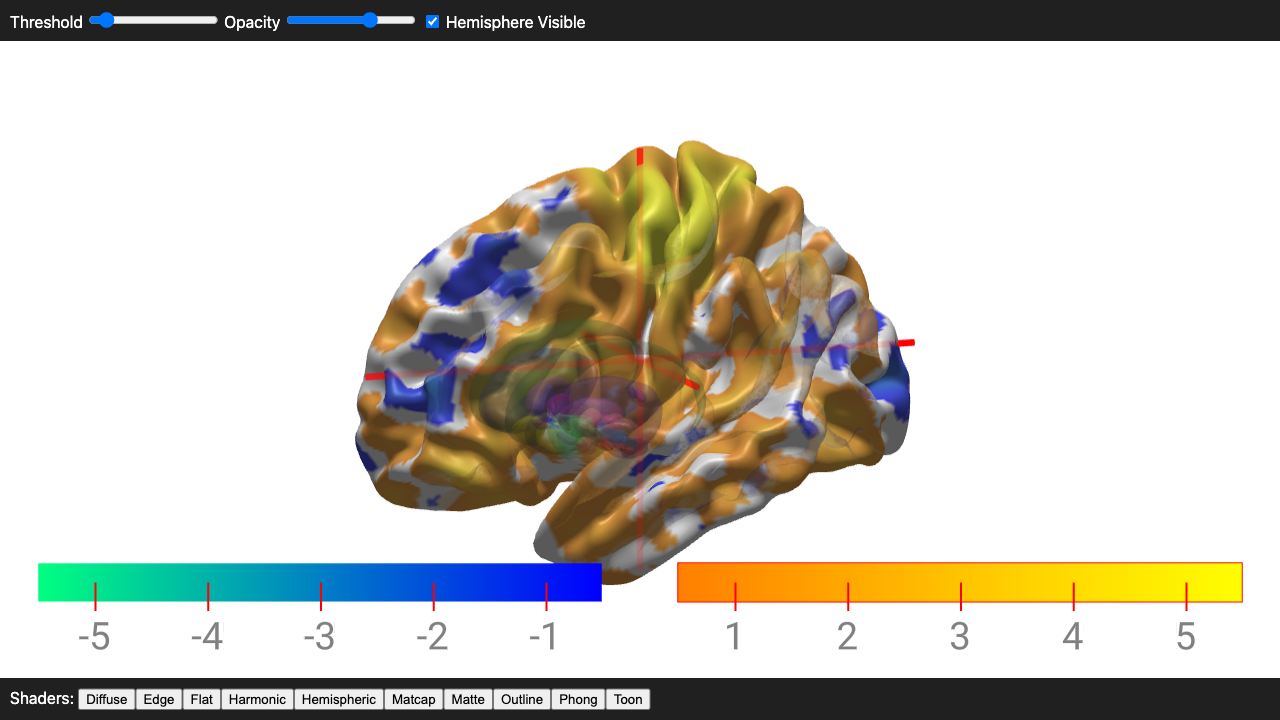 Threshold Opacity Hemisphere Visible
-5 -4 -3 -2 -1 1 2 3 4 5
Shaders: Diffuse Edge Flat Harmonic Hemispheric Matcap Matte Outline Phong Toon